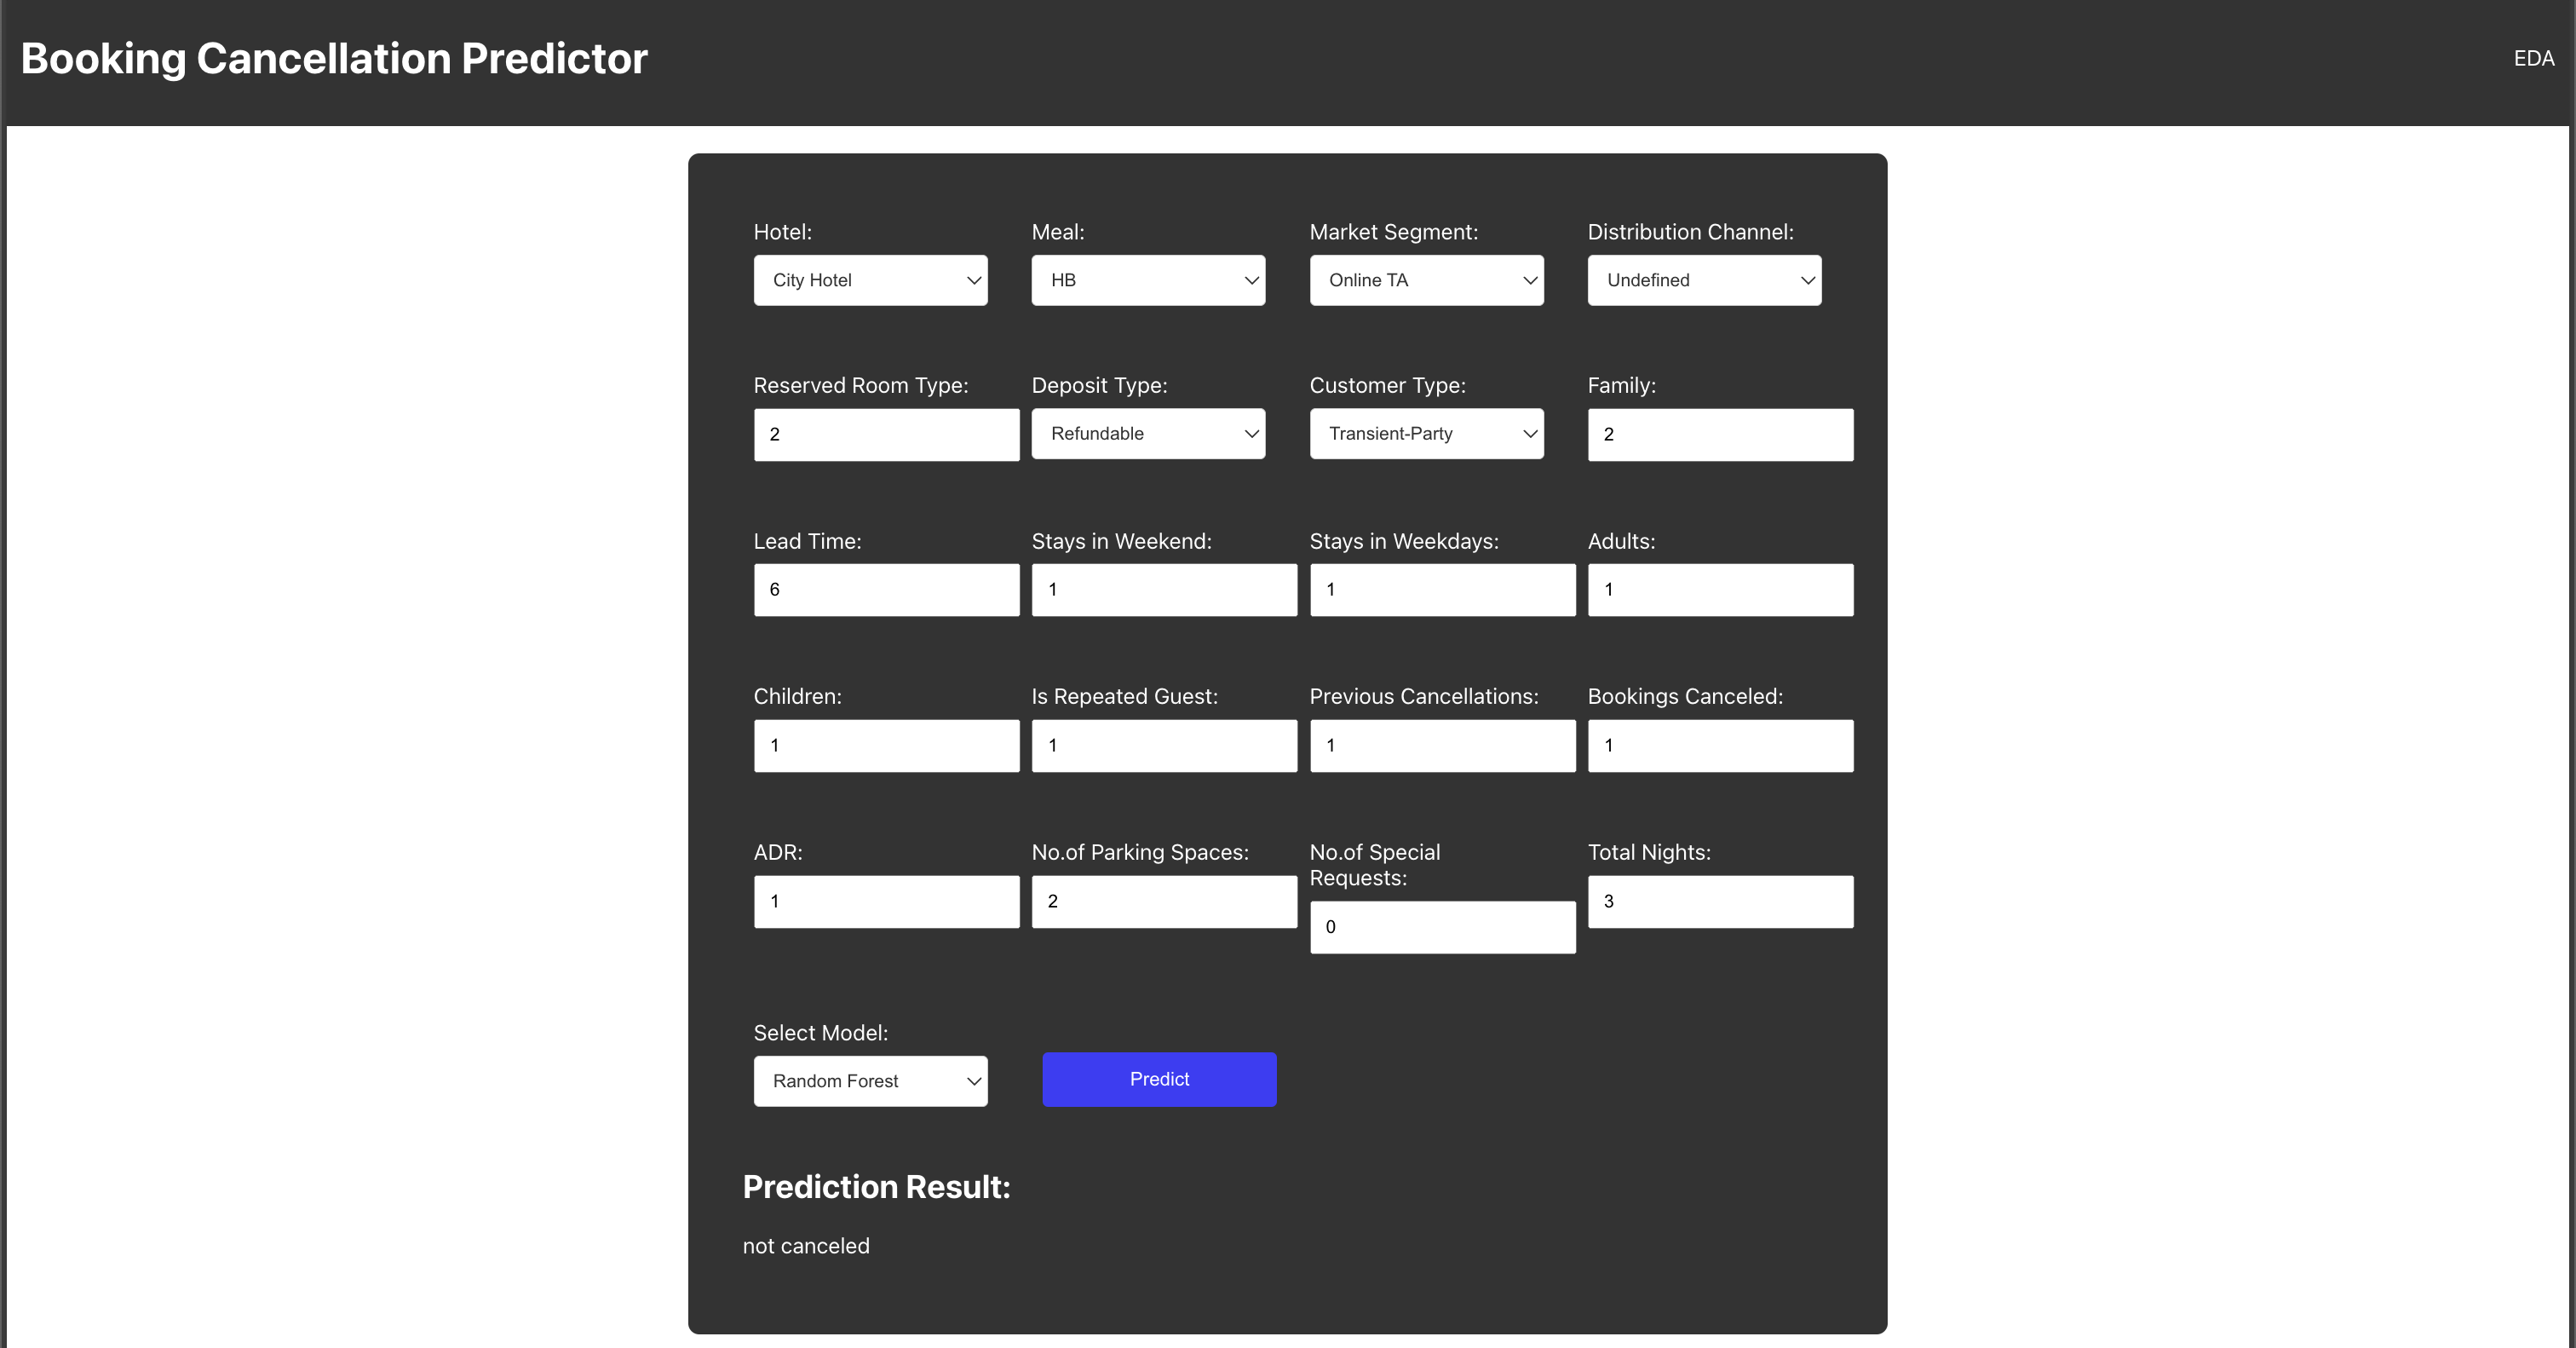 Booking Cancellation Predictor
EDA
Hotel:
Meal:
Market Segment:
Distribution Channel:
City Hotel
HB
Online TA
Undefined
Reserved Room Type:
Deposit Type:
Customer Type:
Family:
2
Refundable
Transient-Party
2
Lead Time:
Stays in Weekend:
Stays in Weekdays:
Adults:
6
1
1
1
Children:
Is Repeated Guest:
Previous Cancellations:
Bookings Canceled:
1
1
1
1
ADR:
No.of Parking Spaces:
No.of Special
Requests:
Total Nights:
1
2
0
3
Select Model:
Random Forest
Predict
Prediction Result:
not canceled